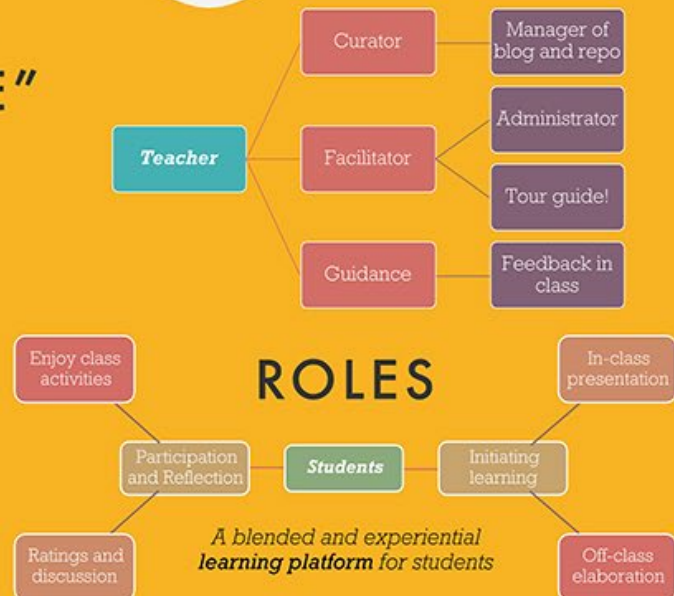 E"
Curator
Manager of
blog and repo
Teacher
Facilitator
Administrator
Tour guide!
Guidance
Feedback in
class
ROLES
Enjoy class
activities
In-class
presentation
Participation
and Reflection
Students
Initiating
learning
Ratings and
discussion
A blended and experiential
learning platform for students
Off-class
elaboration